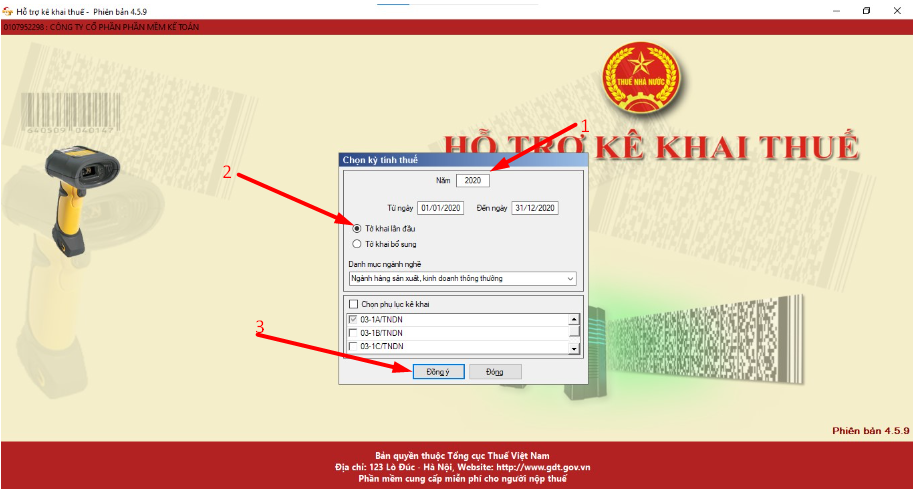 Hỗ trợ kê khai thuế - Phiên bản 4.5.9
0107952298 : CÔNG TY CỔ PHẦN PHẦN MỀM KẾ TOÁN
THUẾ NHÀ NƯỚC
640509 040147
HỖ TRỢ KÊ KHAI THUẾ
1
Chọn kỳ tính thuế
2
Năm 2020
Từ ngày 01/01/2020 Đến ngày 31/12/2020
Tờ khai lần đầu
Tờ khai bổ sung
Danh mục ngành nghề
Ngành hàng sản xuất, kinh doanh thông thường
Chọn phụ lục kê khai
03-1A/TNDN
3
03-1B/TNDN
03-1C/TNDN
Đồng ý Đóng
Phiên bản 4.5.9
Bản quyền thuộc Tổng cục Thuế Việt Nam
Địa chỉ: 123 Lò Đúc - Hà Nội, Website: http://www.gdt.gov.vn
Phần mềm cung cấp miễn phí cho người nộp thuế